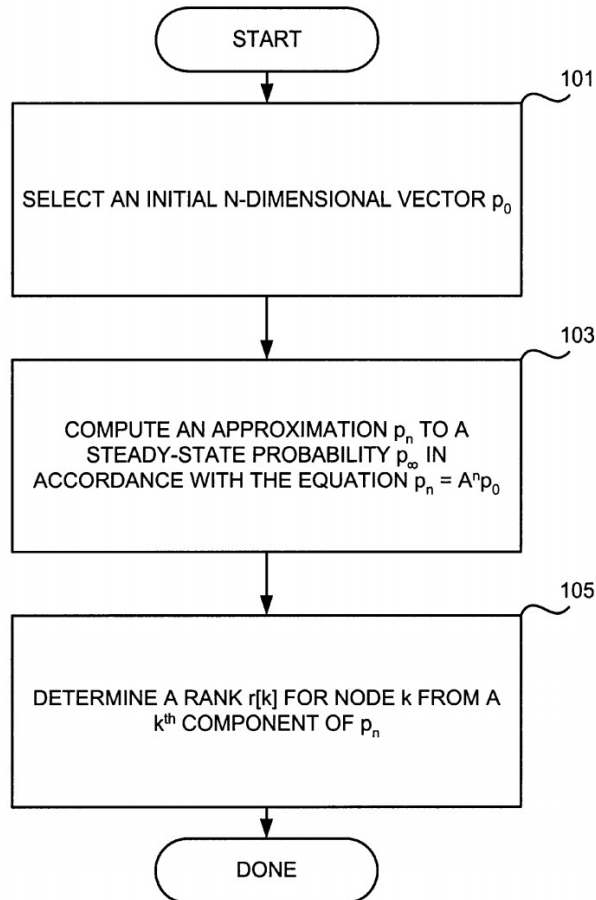 START
101
SELECT AN INITIAL N-DIMENSIONAL VECTOR p₀
103
COMPUTE AN APPROXIMATION pₙ TO A
STEADY-STATE PROBABILITY p∞ IN
ACCORDANCE WITH THE EQUATION pₙ = Aⁿp₀
105
DETERMINE A RANK r[k] FOR NODE k FROM A
kᵗʰ COMPONENT OF pₙ
DONE